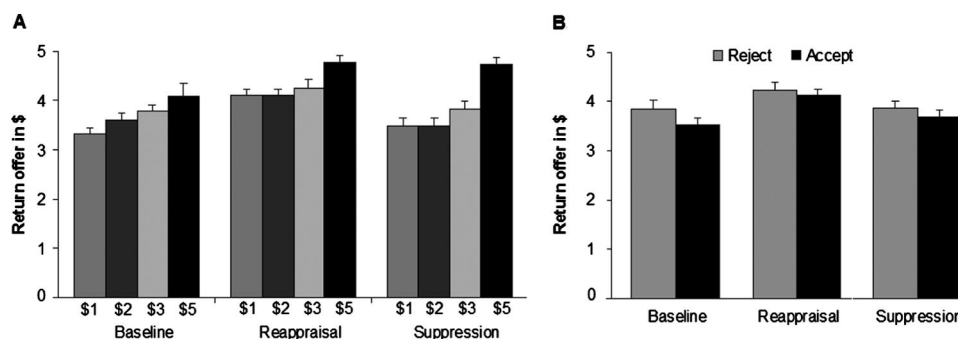 A
Return offer in $
5
4
3
2
1
0
$1 $2 $3 $5 $1 $2 $3 $5 $1 $2 $3 $5
Baseline Reappraisal Suppression
B
Reject Accept
Return offer in $
5
4
3
2
1
0
Baseline Reappraisal Suppression